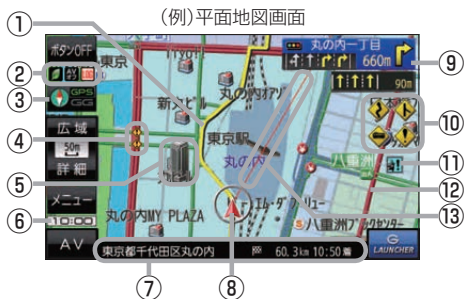 (例)平面地図画面
①
②
③
④
⑤
⑥
⑦
⑧
⑨
⑩
⑪
⑫
⑬
ボタンOFF
GPS
GG
広域
50m
詳細
メニュー
10:00
AV
東京
丸の内オアゾ
東京駅
丸の内
丸の内MY PLAZA
八重洲
八重洲ブックセンター
丸の内一丁目
660m
90m
東京都千代田区丸の内 60.3km 10:50着
G
LAUNCHER